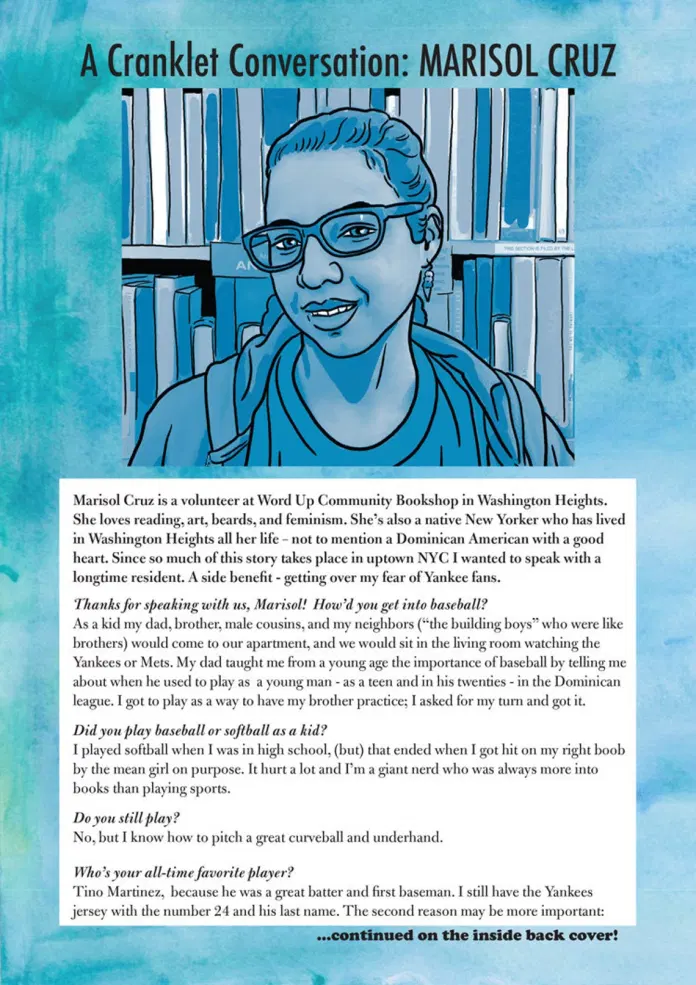 A Cranklet Conversation: MARISOL CRUZ
AN
THIS SECTION IS FILED BY THE
Marisol Cruz is a volunteer at Word Up Community Bookshop in Washington Heights.
She loves reading, art, beards, and feminism. She's also a native New Yorker who has lived
in Washington Heights all her life – not to mention a Dominican American with a good
heart. Since so much of this story takes place in uptown NYC I wanted to speak with a
longtime resident. A side benefit - getting over my fear of Yankee fans.
Thanks for speaking with us, Marisol! How'd you get into baseball?
As a kid my dad, brother, male cousins, and my neighbors ("the building boys" who were like
brothers) would come to our apartment, and we would sit in the living room watching the
Yankees or Mets. My dad taught me from a young age the importance of baseball by telling me
about when he used to play as a young man - as a teen and in his twenties - in the Dominican
league. I got to play as a way to have my brother practice; I asked for my turn and got it.
Did you play baseball or softball as a kid?
I played softball when I was in high school, (but) that ended when I got hit on my right boob
by the mean girl on purpose. It hurt a lot and I'm a giant nerd who was always more into
books than playing sports.
Do you still play?
No, but I know how to pitch a great curveball and underhand.
Who's your all-time favorite player?
Tino Martinez, because he was a great batter and first baseman. I still have the Yankees
jersey with the number 24 and his last name. The second reason may be more important:
...continued on the inside back cover!